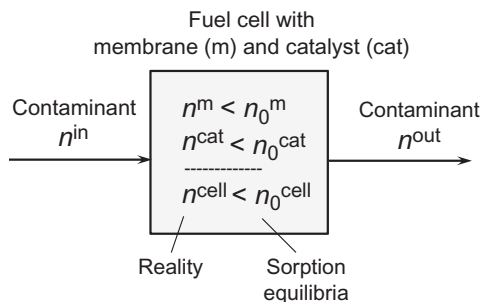 Fuel cell with
membrane (m) and catalyst (cat)
Contaminant
n^in
n^m < n_0^m
n^cat < n_0^cat
-------------
n^cell < n_0^cell
Contaminant
n^out
Reality
Sorption
equilibria